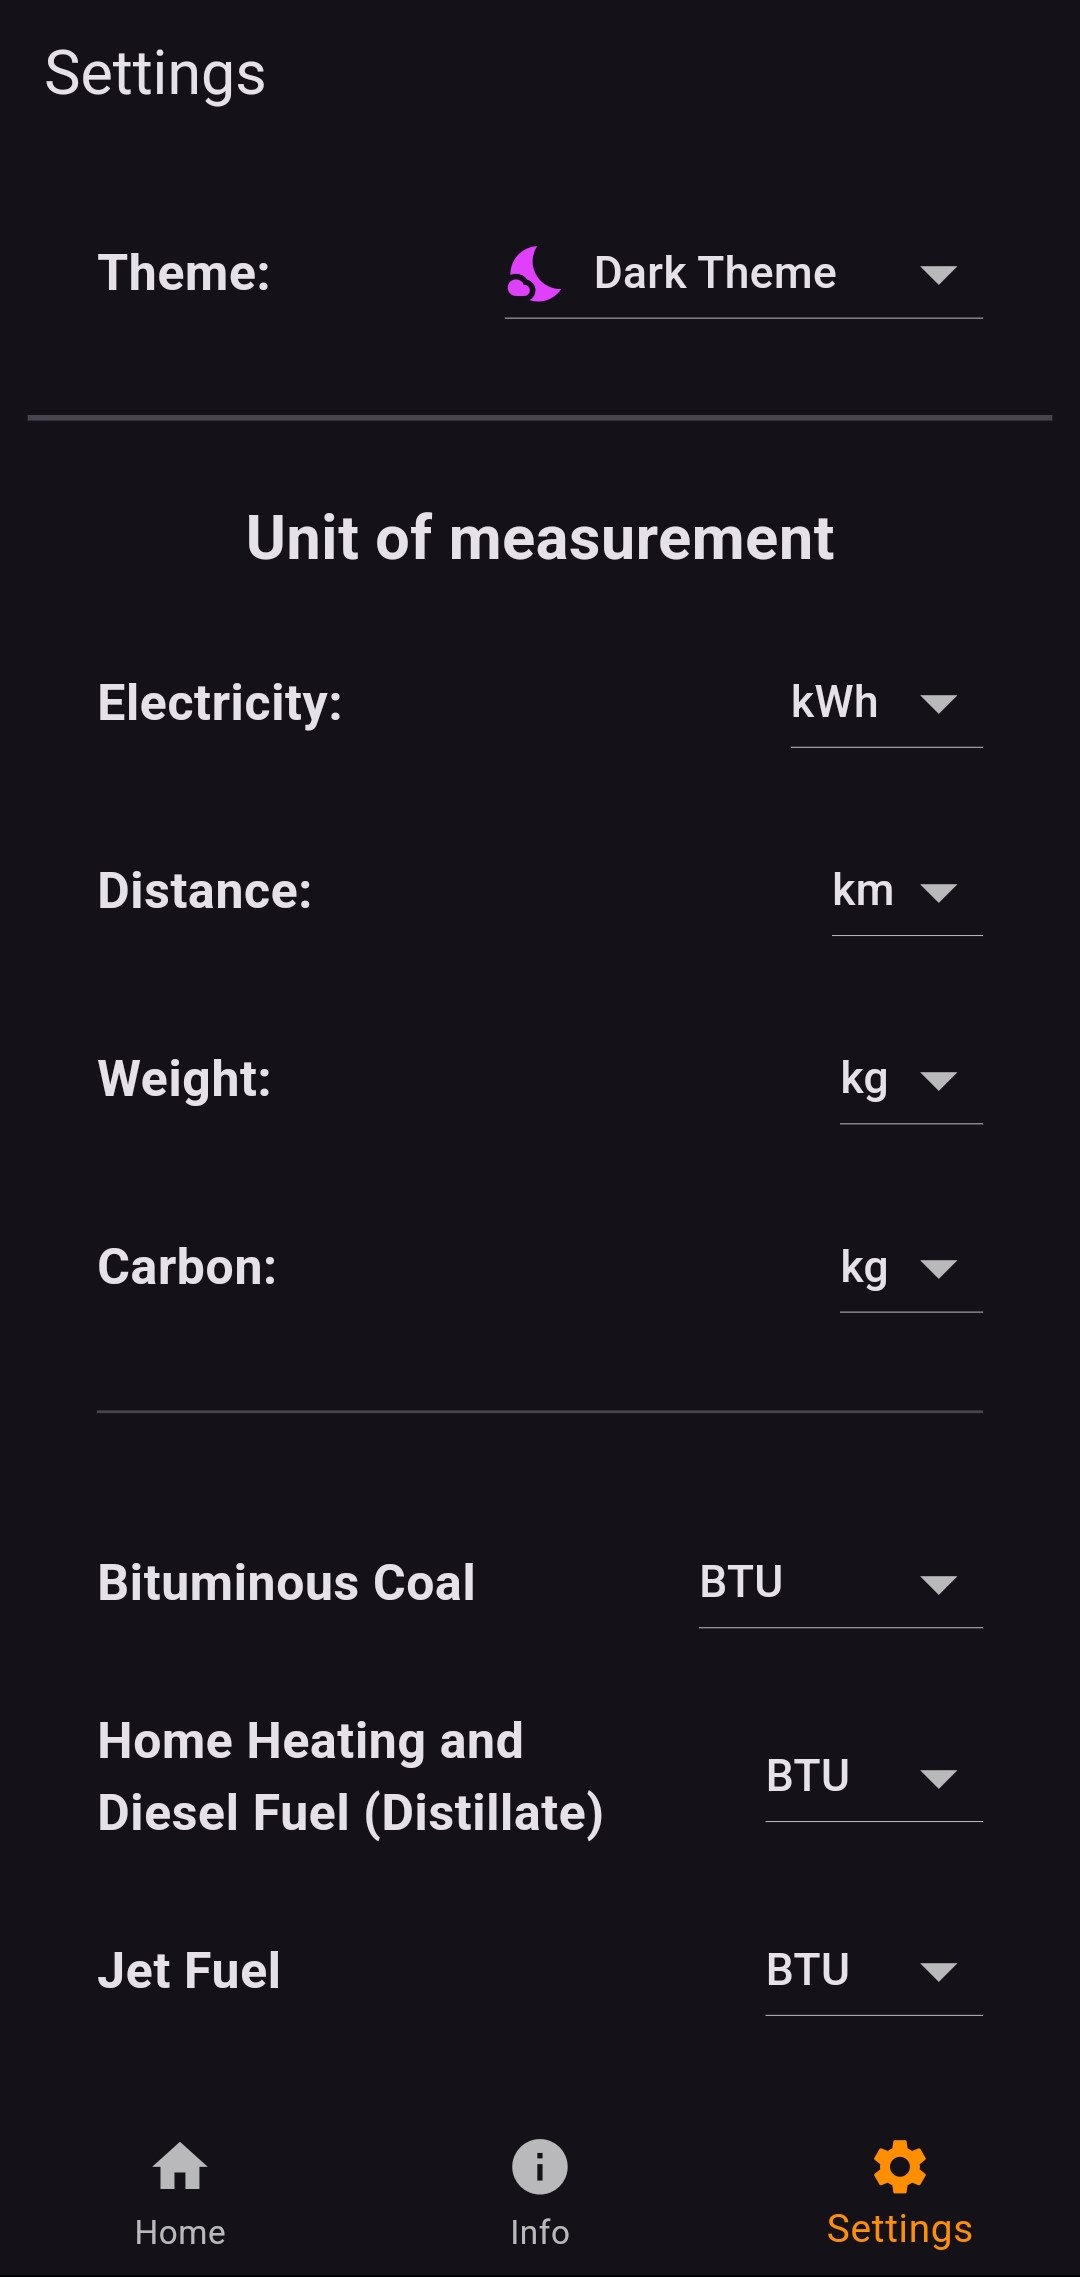 Settings
Theme:
Dark Theme
Unit of measurement
Electricity:
kWh
Distance:
km
Weight:
kg
Carbon:
kg
Bituminous Coal
BTU
Home Heating and
Diesel Fuel (Distillate)
BTU
Jet Fuel
BTU
Home
Info
Settings